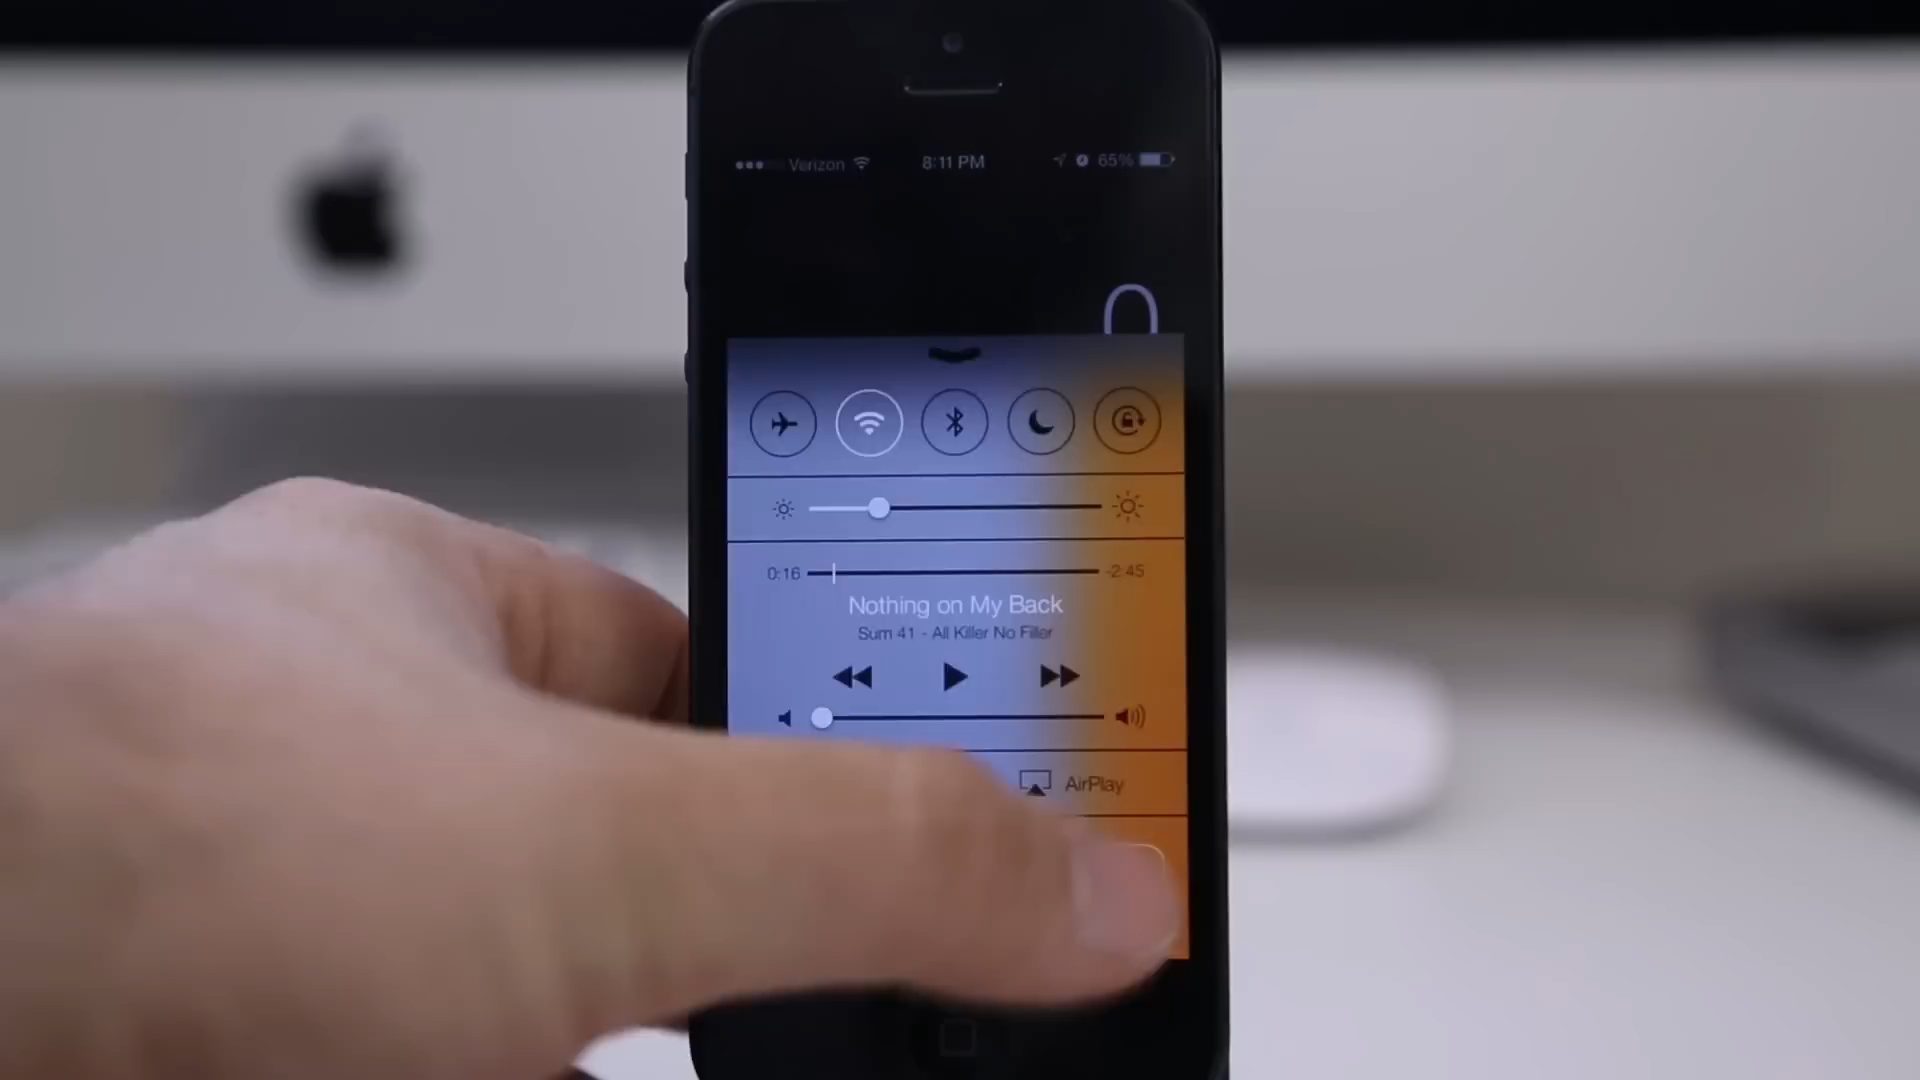 Verizon 8:11 PM 65%
0
0:16 -2:45
Nothing on My Back
Sum 41 - All Killer No Filler
AirPlay